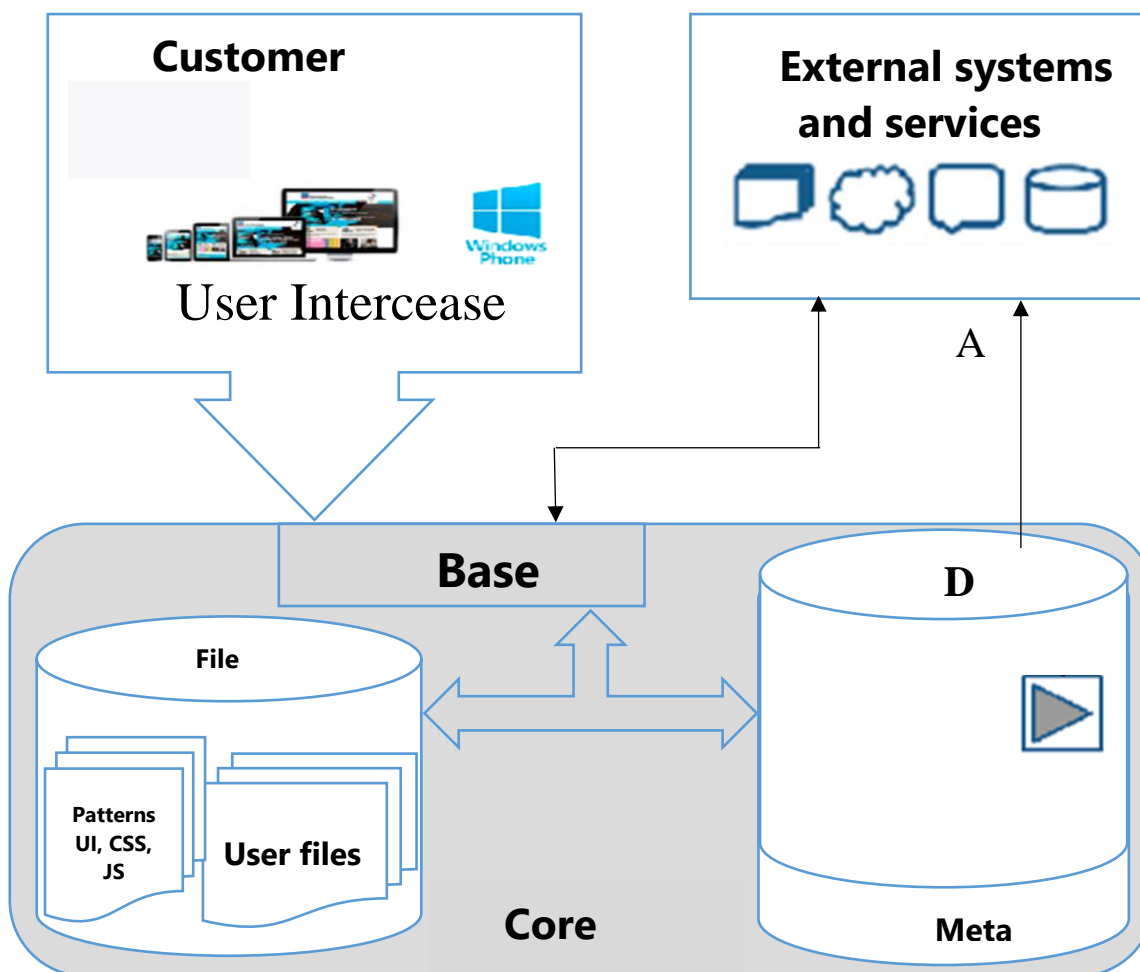 Customer
Windows
Phone
User Intercease
External systems
and services
A
Base
D
File
Patterns
UI, CSS,
JS
User files
Core
Meta